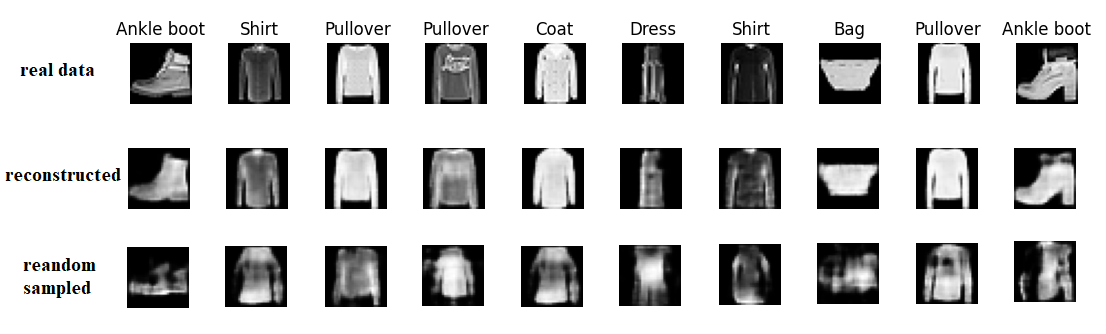 Ankle boot Shirt Pullover Pullover Coat Dress Shirt Bag Pullover Ankle boot
real data
reconstructed
reandom
sampled